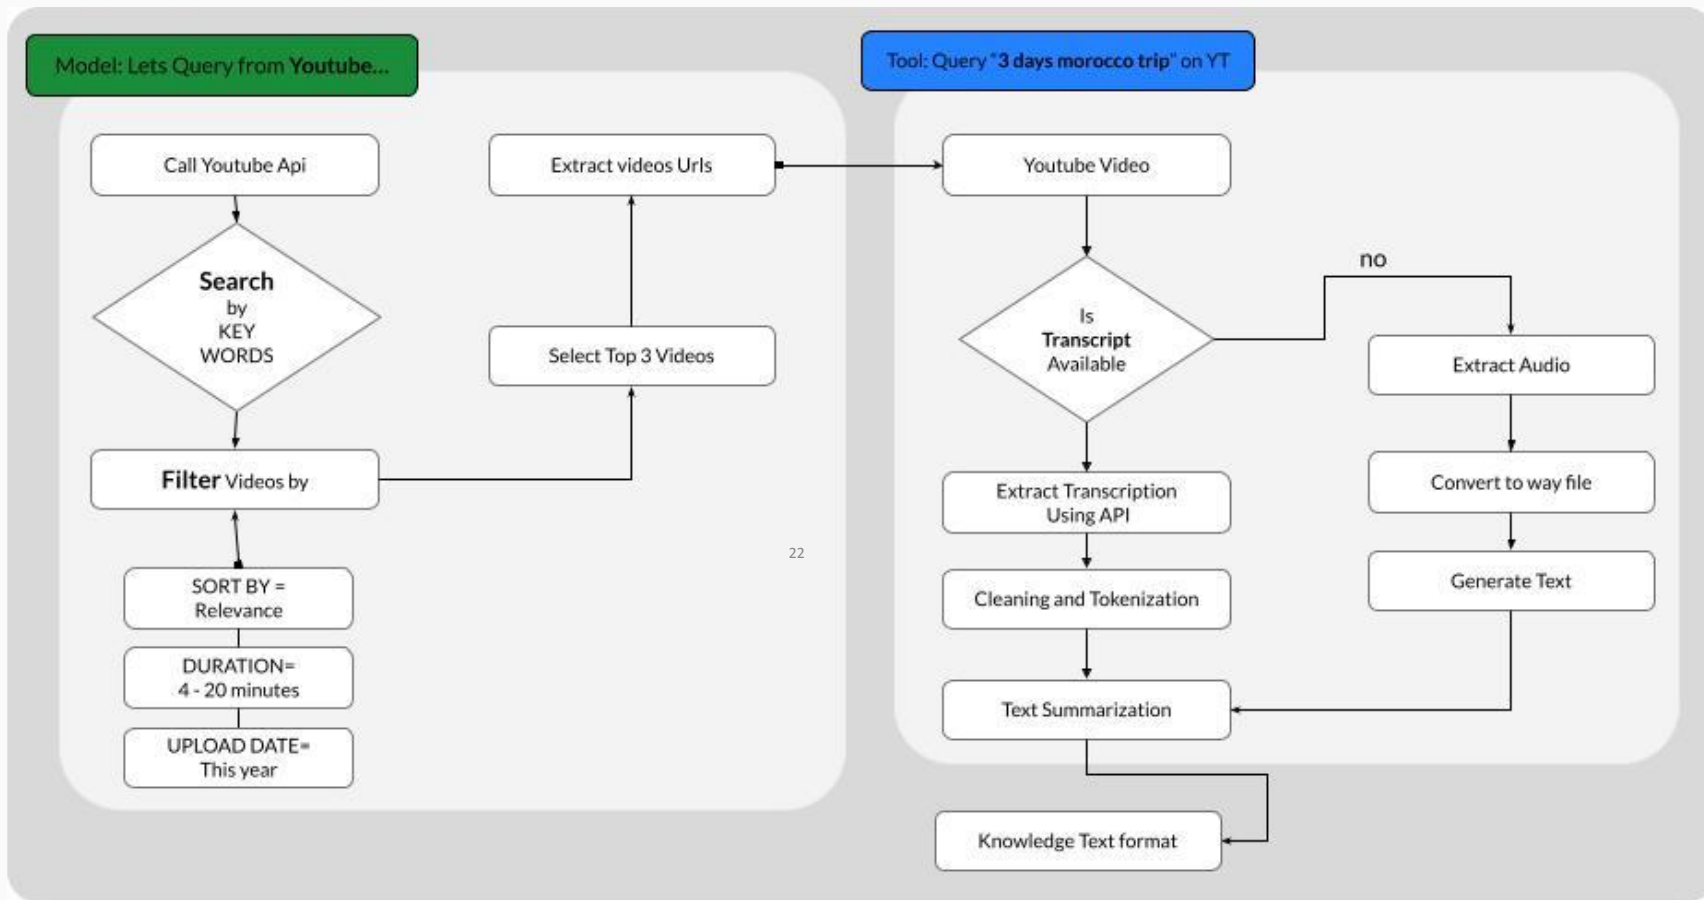 Model: Lets Query from Youtube...
Call Youtube Api
Search
by
KEY
WORDS
Filter Videos by
SORT BY =
Relevance
DURATION=
4 - 20 minutes
UPLOAD DATE=
This year
Extract videos Urls
Select Top 3 Videos
22
Tool: Query "3 days morocco trip" on YT
Youtube Video
Is
Transcript
Available
no
Extract Audio
Convert to way file
Generate Text
Extract Transcription
Using API
Cleaning and Tokenization
Text Summarization
Knowledge Text format